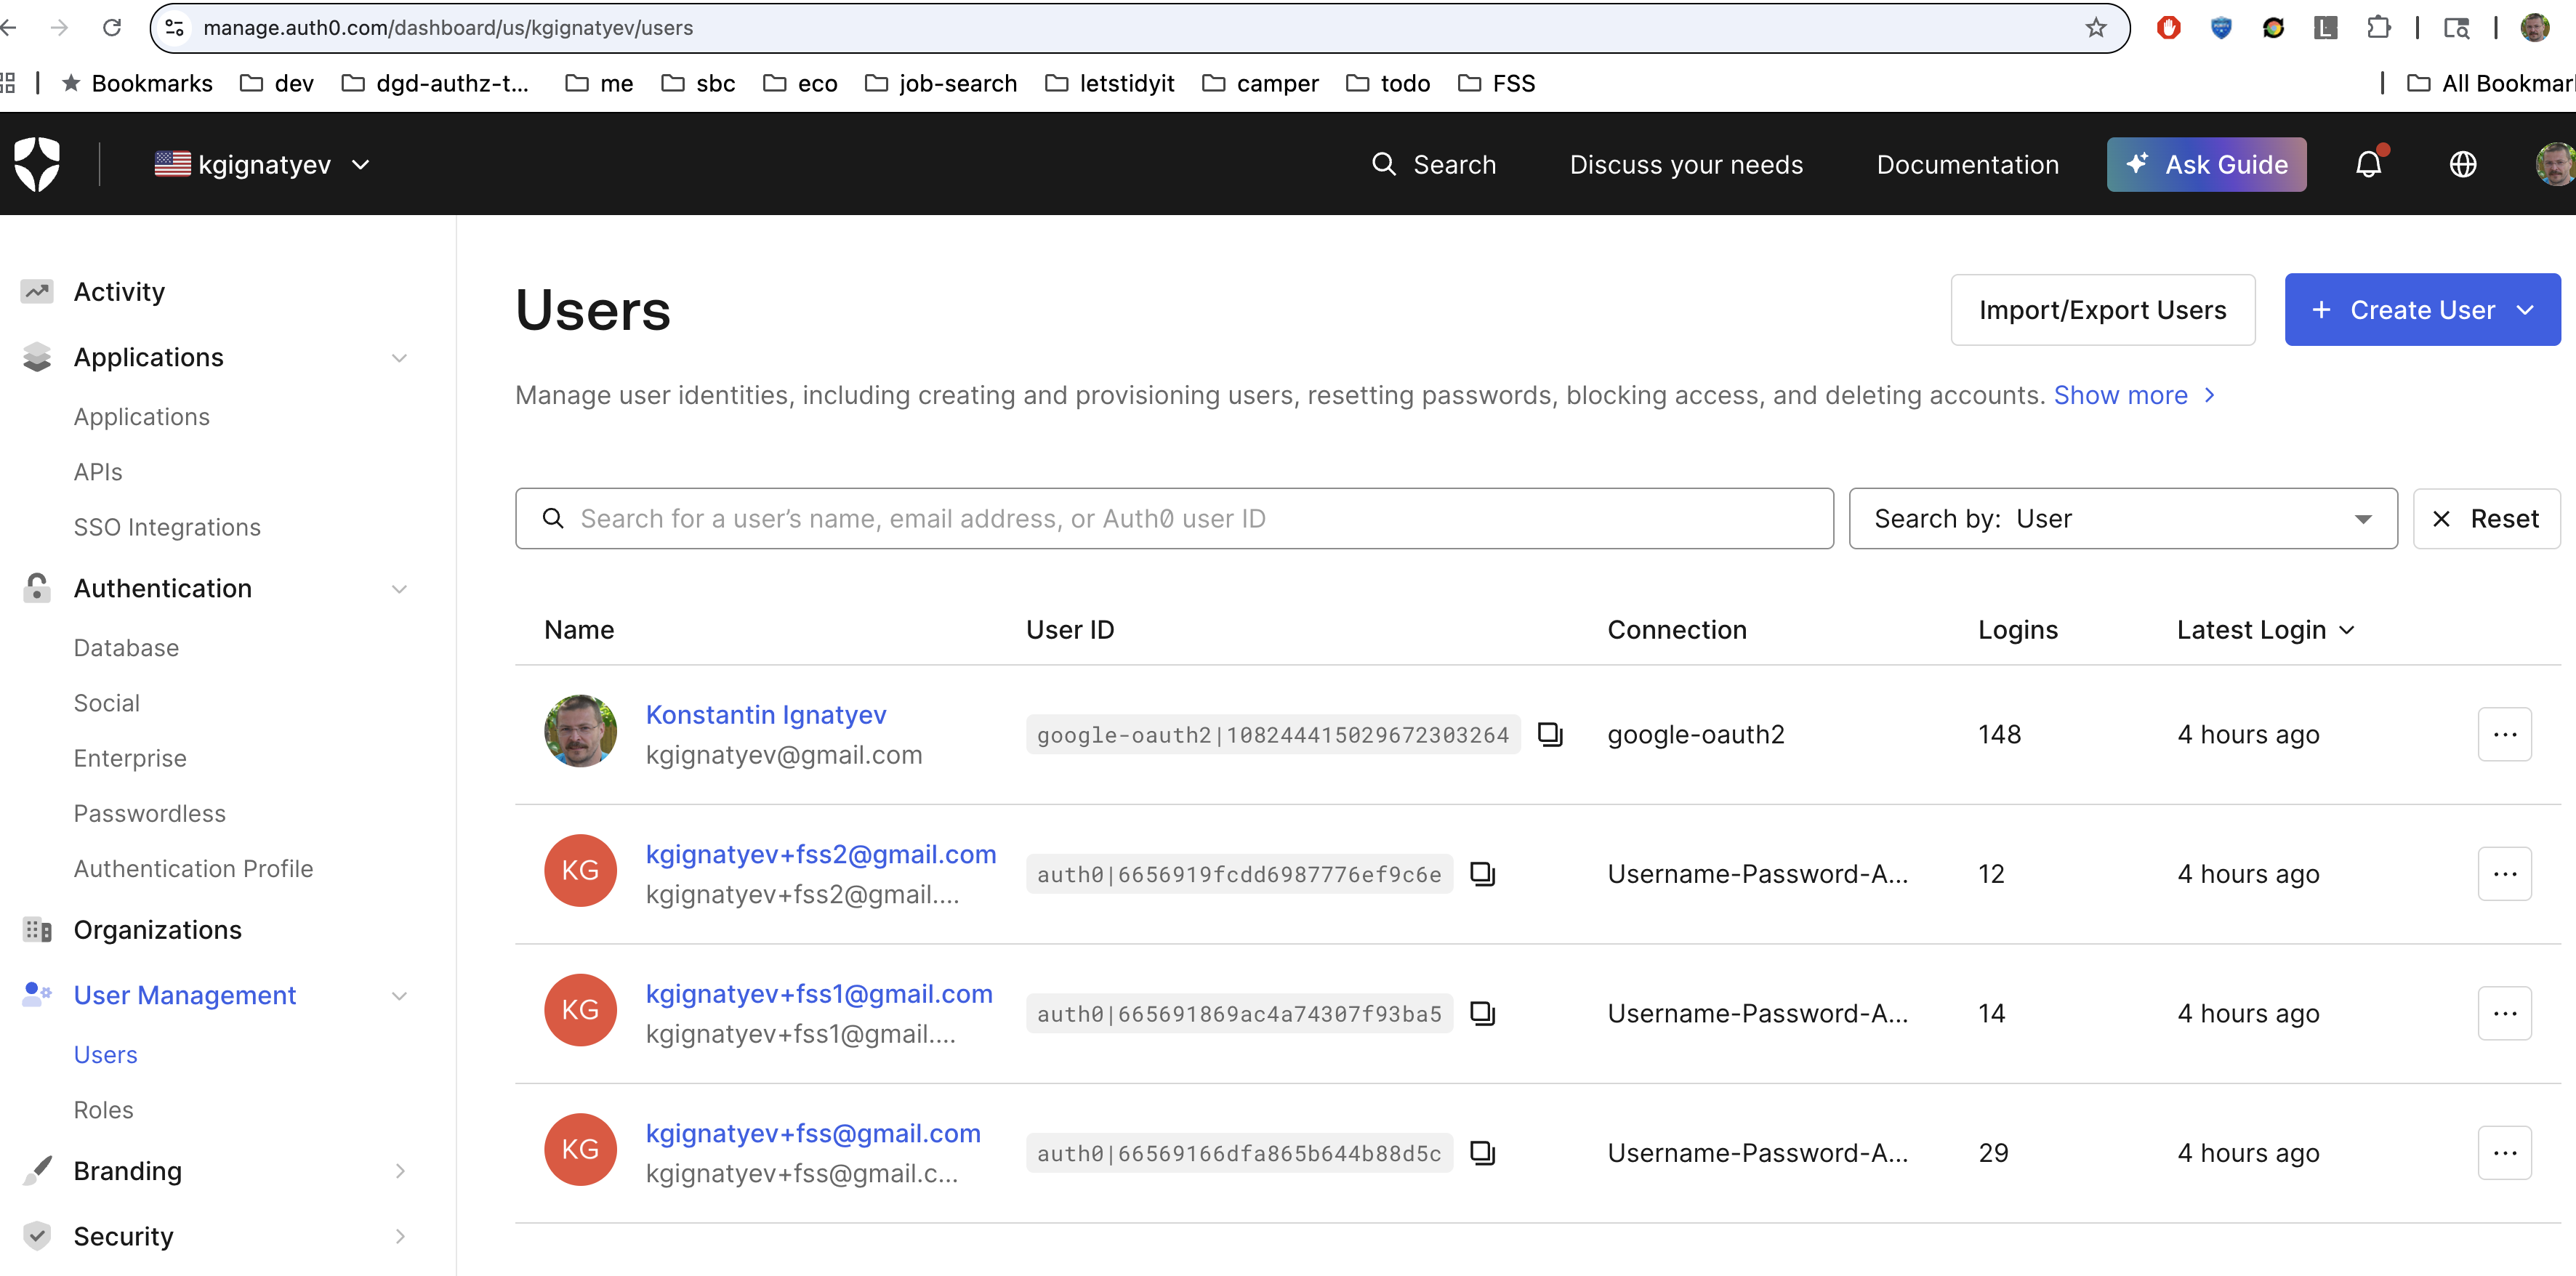 manage.auth0.com/dashboard/us/kgignatyev/users
Bookmarks dev dgd-authz-t... me sbc eco job-search letstidyit camper todo FSS All Bookmar
kgignatyev Search Discuss your needs Documentation Ask Guide
Activity
Applications
Applications
APIs
SSO Integrations
Authentication
Database
Social
Enterprise
Passwordless
Authentication Profile
Organizations
User Management
Users
Roles
Branding
Security
Users
Import/Export Users
+ Create User
Manage user identities, including creating and provisioning users, resetting passwords, blocking access, and deleting accounts. Show more
Search for a user’s name, email address, or Auth0 user ID
Search by: User
Reset
Name User ID Connection Logins Latest Login
Konstantin Ignatyev
kgignatyev@gmail.com
google-oauth2|108244415029672303264 google-oauth2 148 4 hours ago
KG
kgignatyev+fss2@gmail.com
kgignatyev+fss2@gmail....
auth0|6656919fcdd6987776ef9c6e Username-Password-A... 12 4 hours ago
KG
kgignatyev+fss1@gmail.com
kgignatyev+fss1@gmail....
auth0|665691869ac4a74307f93ba5 Username-Password-A... 14 4 hours ago
KG
kgignatyev+fss@gmail.com
kgignatyev+fss@gmail.c...
auth0|66569166dfa865b644b88d5c Username-Password-A... 29 4 hours ago